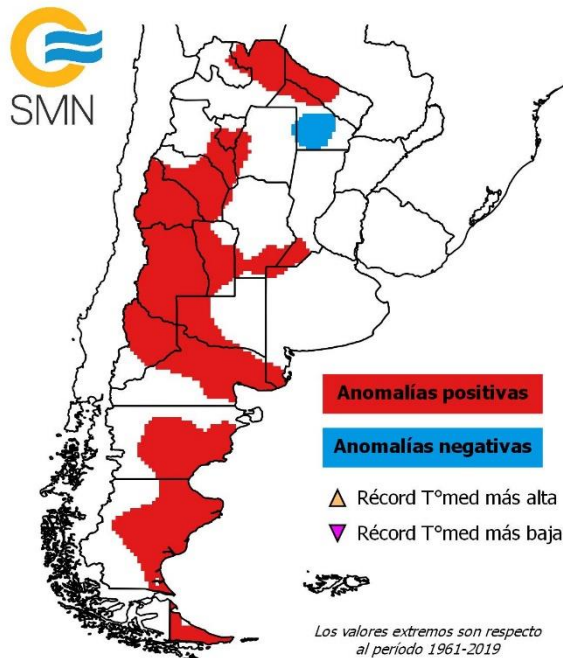 SMN
Anomalías positivas
Anomalías negativas
Récord T°med más alta
Récord T°med más baja
Los valores extremos son respecto
al período 1961-2019